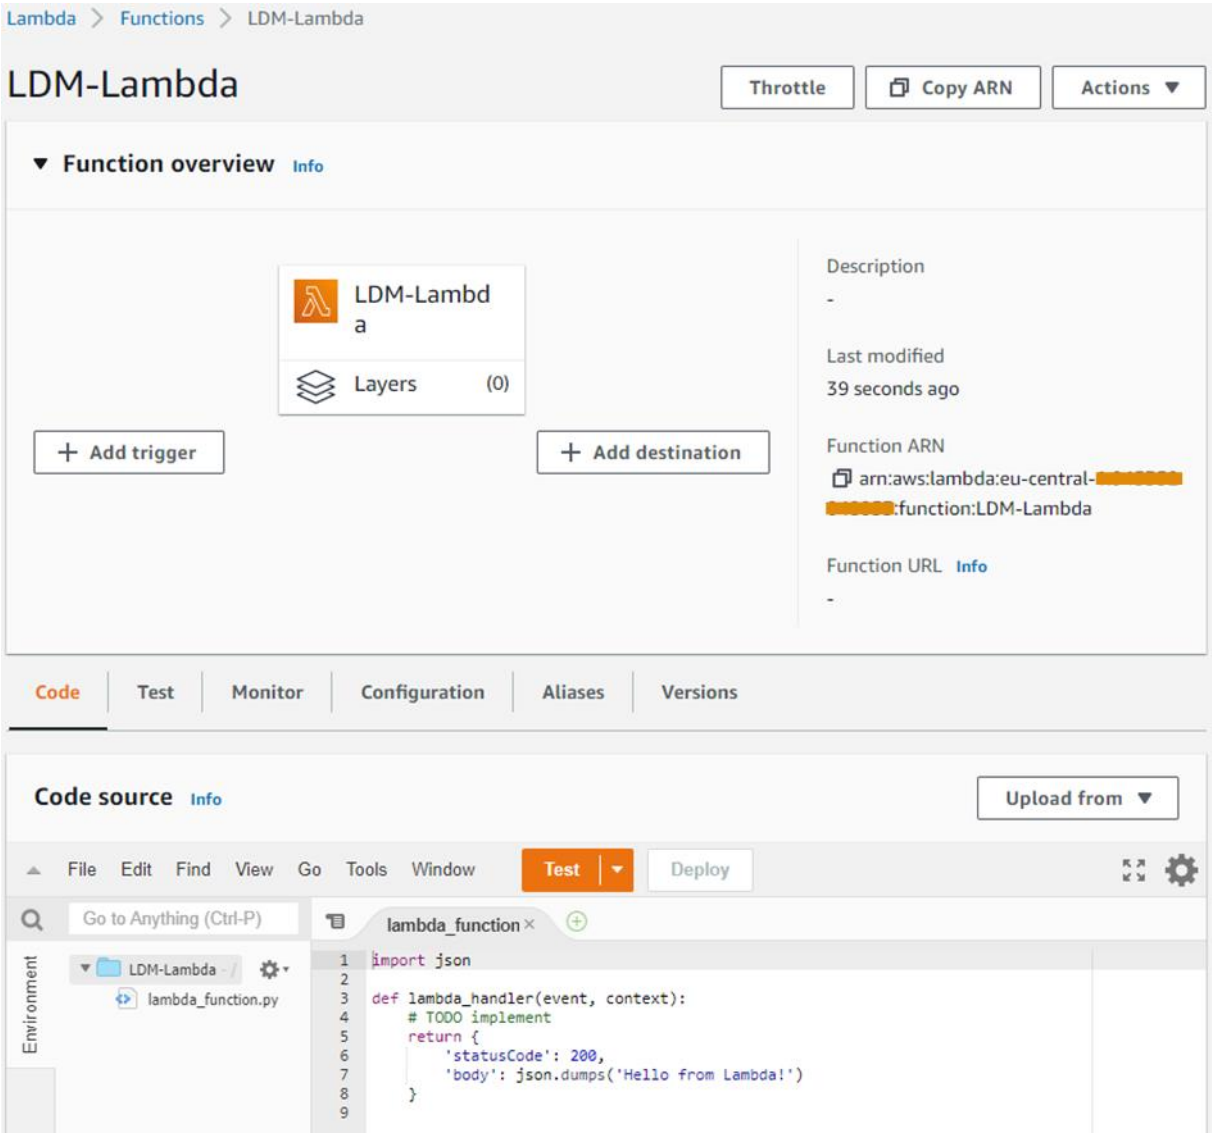 Lambda > Functions > LDM-Lambda
LDM-Lambda
Throttle
Copy ARN
Actions ▼
▼ Function overview Info
LDM-Lambd
a
Layers (0)
+ Add trigger
+ Add destination
Description
-
Last modified
39 seconds ago
Function ARN
arn:aws:lambda:eu-central-
:function:LDM-Lambda
Function URL Info
-
Code Test Monitor Configuration Aliases Versions
Code source Info
Upload from ▼
File Edit Find View Go Tools Window Test Deploy
Go to Anything (Ctrl-P)
lambda_function ×
Environment
LDM-Lambda - /
lambda_function.py
1 import json
2
3 def lambda_handler(event, context):
4     # TODO implement
5     return {
6         'statusCode': 200,
7         'body': json.dumps('Hello from Lambda!')
8     }
9